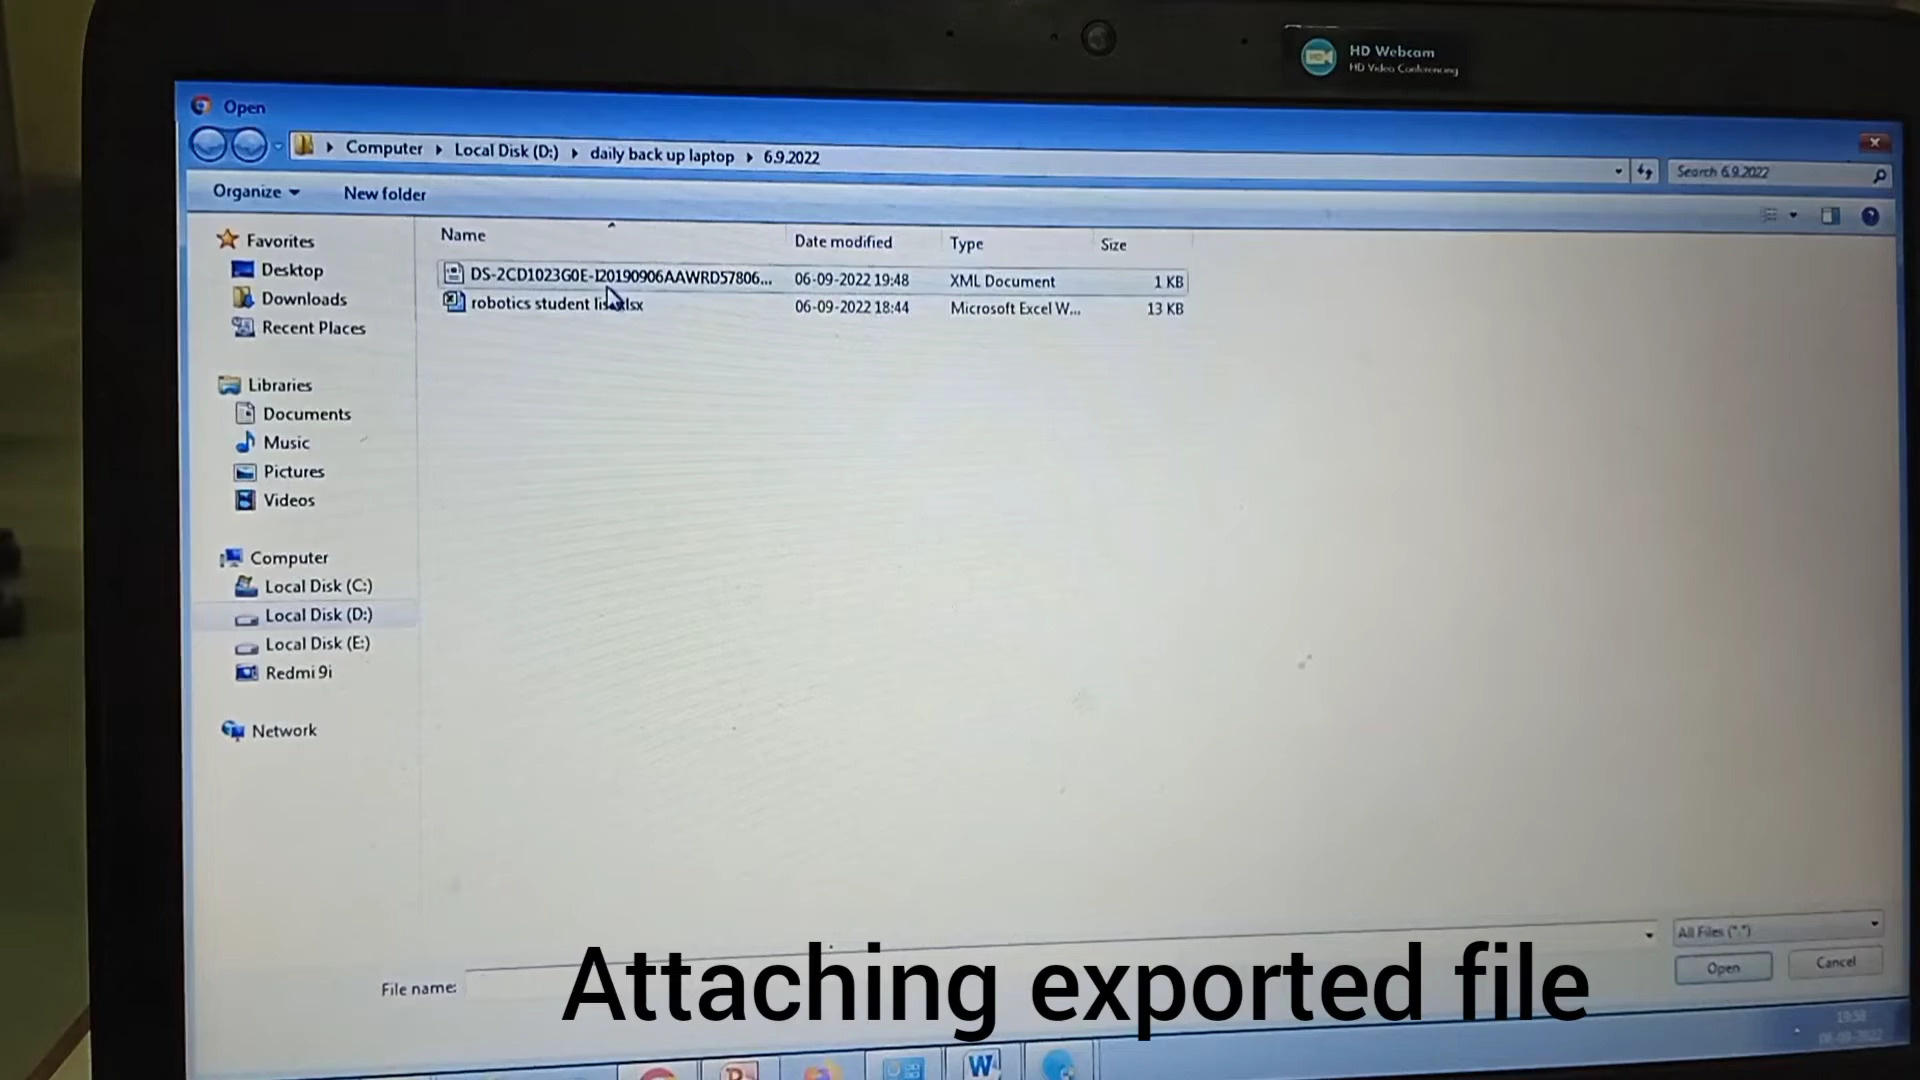 HD Webcam
HD Video Conferencing
Open
Computer Local Disk (D:) daily back up laptop 6.9.2022
Search 6.9.2022
Organize New folder
Name Date modified Type Size
DS-2CD1023G0E-I20190906AAWRD57806... 06-09-2022 19:48 XML Document 1 KB
robotics student xlsx 06-09-2022 18:44 Microsoft Excel W... 13 KB
Favorites
Desktop
Downloads
Recent Places
Libraries
Documents
Music
Pictures
Videos
Computer
Local Disk (C:)
Local Disk (D:)
Local Disk (E:)
Redmi 9i
Network
File name:
All Files (*.*)
Open Cancel
Attaching exported file